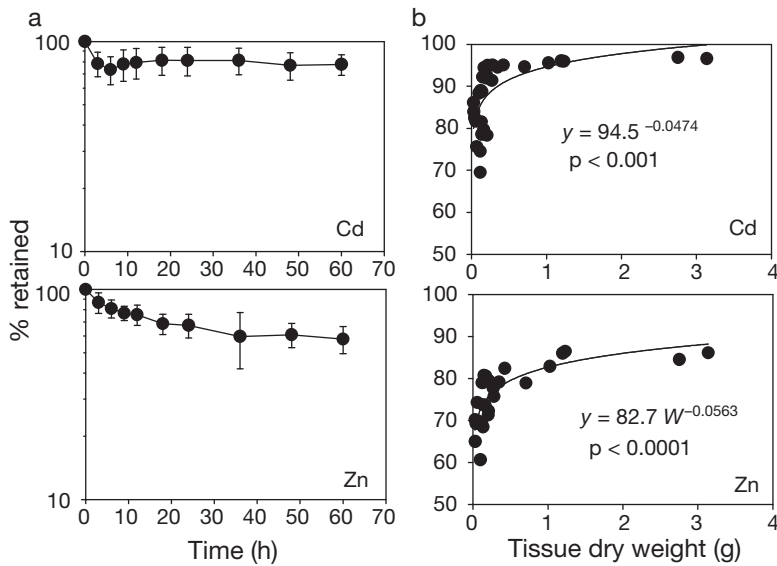 a
b
% retained
100
10
0 10 20 30 40 50 60 70
Cd
100
90
80
70
60
50
0 1 2 3 4
y = 94.5 ^–0.0474
p < 0.001
Cd
100
10
0 10 20 30 40 50 60 70
Zn
Time (h)
100
90
80
70
60
50
0 1 2 3 4
y = 82.7 W^–0.0563
p < 0.0001
Zn
Tissue dry weight (g)